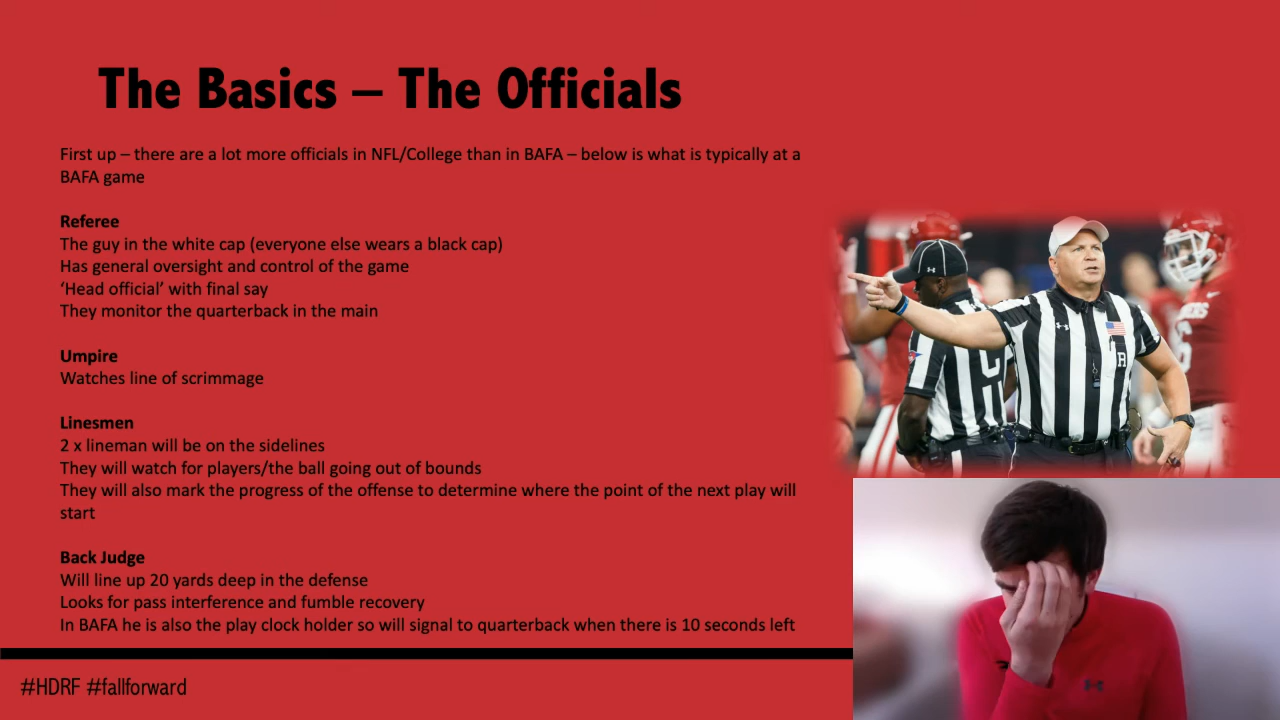 The Basics – The Officials
First up – there are a lot more officials in NFL/College than in BAFA – below is what is typically at a
BAFA game
Referee
The guy in the white cap (everyone else wears a black cap)
Has general oversight and control of the game
‘Head official’ with final say
They monitor the quarterback in the main
Umpire
Watches line of scrimmage
Linesmen
2 x lineman will be on the sidelines
They will watch for players/the ball going out of bounds
They will also mark the progress of the offense to determine where the point of the next play will
start
Back Judge
Will line up 20 yards deep in the defense
Looks for pass interference and fumble recovery
In BAFA he is also the play clock holder so will signal to quarterback when there is 10 seconds left
#HDRF #fallforward
C
R